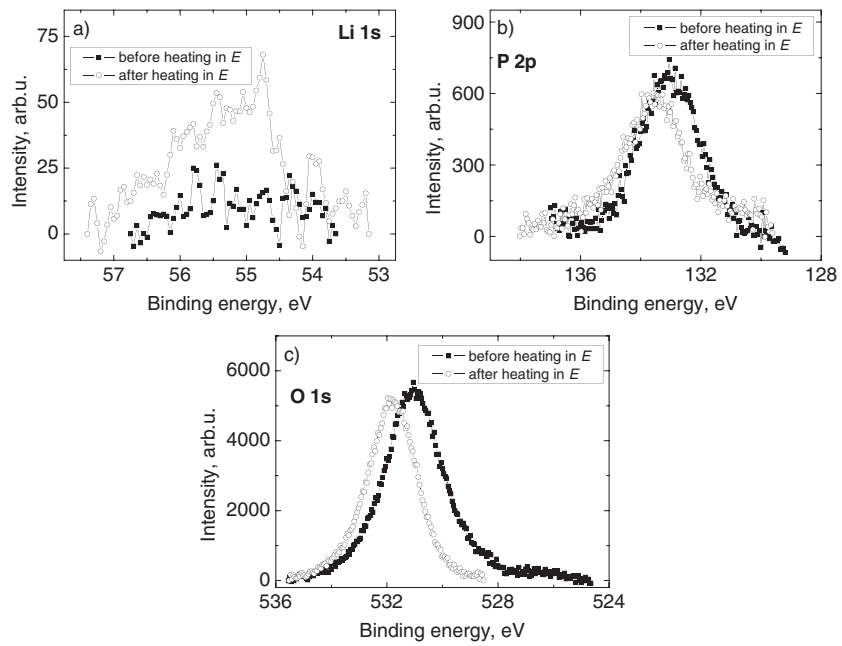 a)
Li 1s
before heating in E
after heating in E
75
50
25
0
Intensity, arb.u.
57 56 55 54 53
Binding energy, eV
b)
P 2p
before heating in E
after heating in E
900
600
300
0
Intensity, arb.u.
136 132 128
Binding energy, eV
c)
O 1s
before heating in E
after heating in E
6000
4000
2000
0
Intensity, arb.u.
536 531 528 524
Binding energy, eV